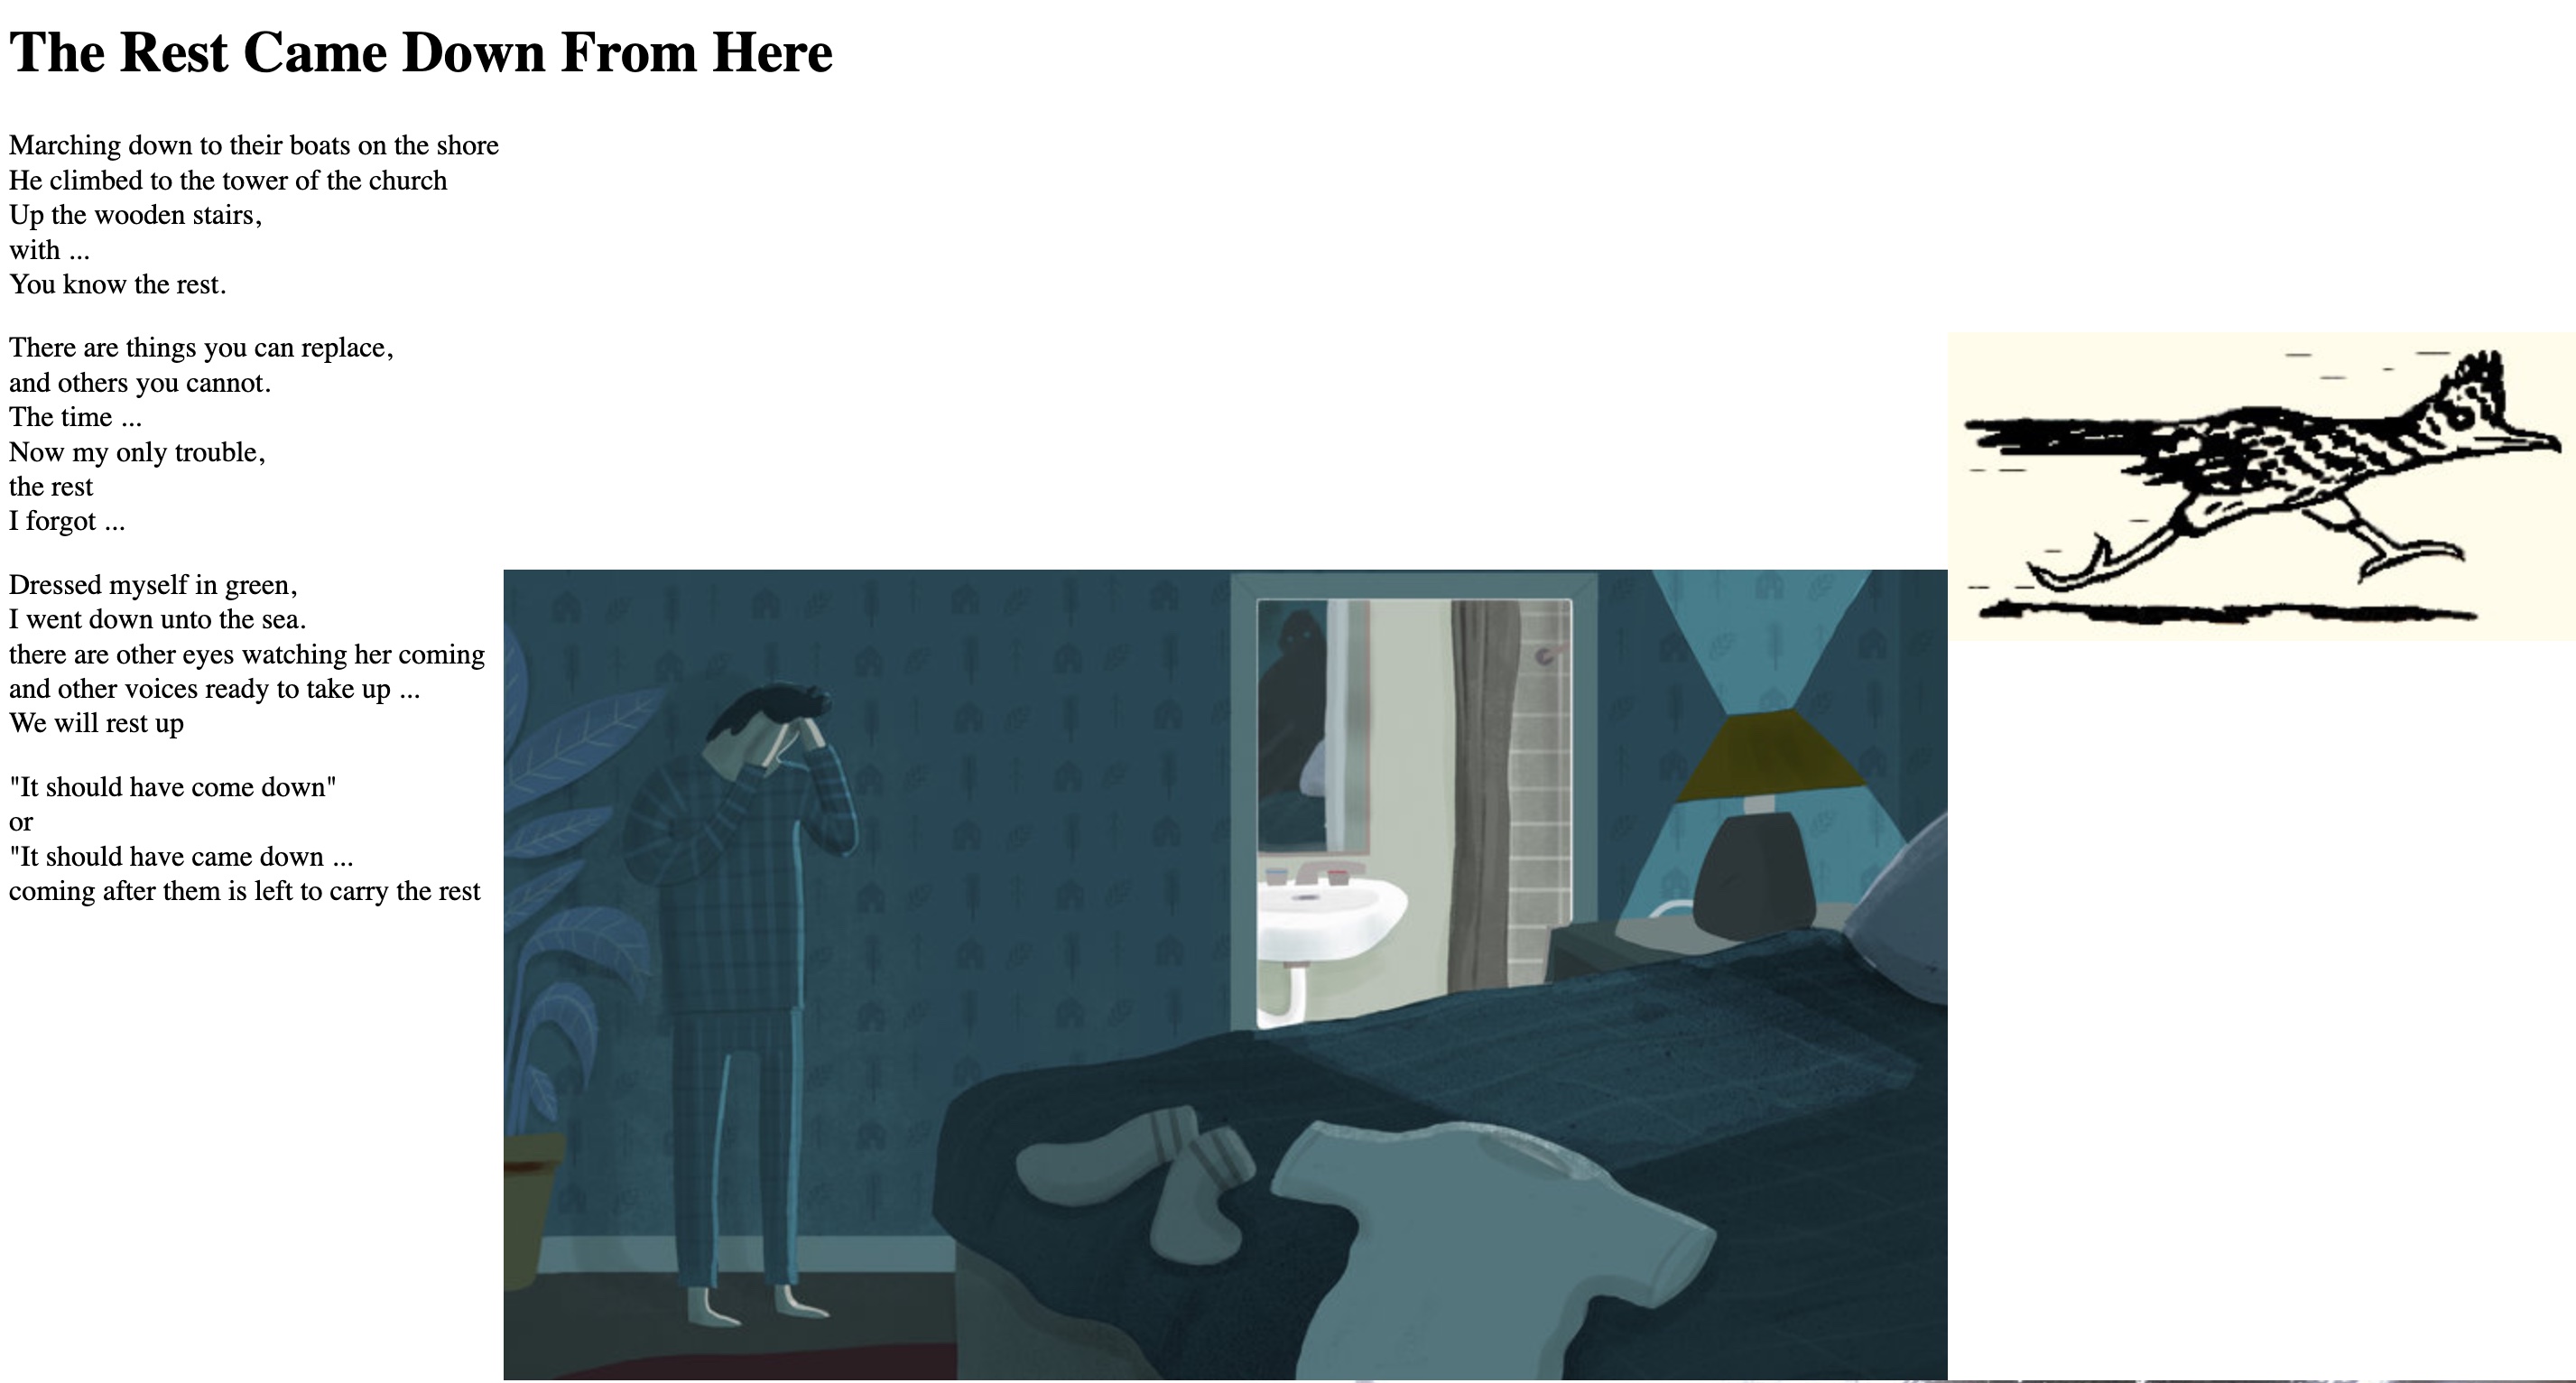 The Rest Came Down From Here
Marching down to their boats on the shore
He climbed to the tower of the church
Up the wooden stairs,
with ...
You know the rest.
There are things you can replace,
and others you cannot.
The time ...
Now my only trouble,
the rest
I forgot ...
Dressed myself in green,
I went down unto the sea.
there are other eyes watching her coming
and other voices ready to take up ...
We will rest up
"It should have come down"
or
"It should have came down ...
coming after them is left to carry the rest